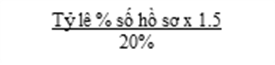 Tỷ lệ % số hồ sơ x 1.5
20%